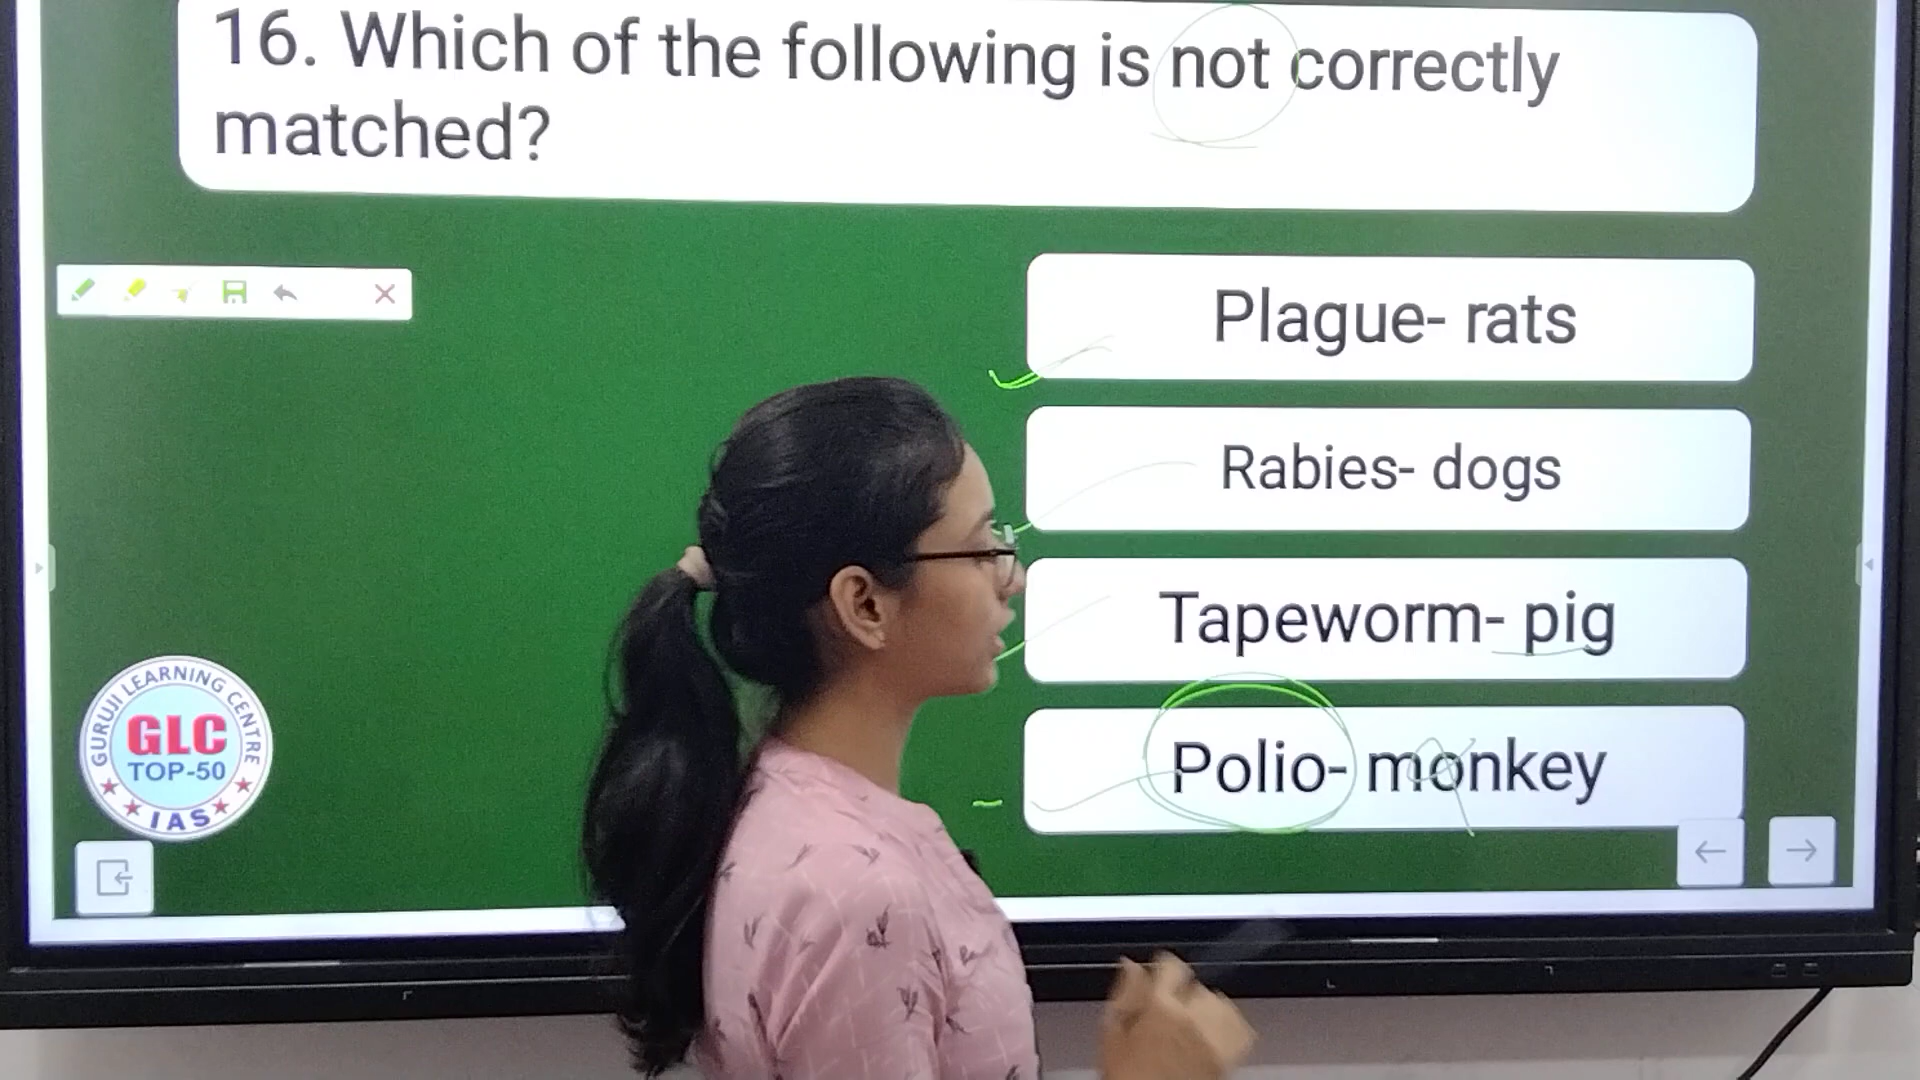 16. Which of the following is not correctly
matched?
Plague- rats
Rabies- dogs
Tapeworm- pig
Polio- monkey
GURUJI LEARNING CENTRE
GLC
TOP-50
IAS